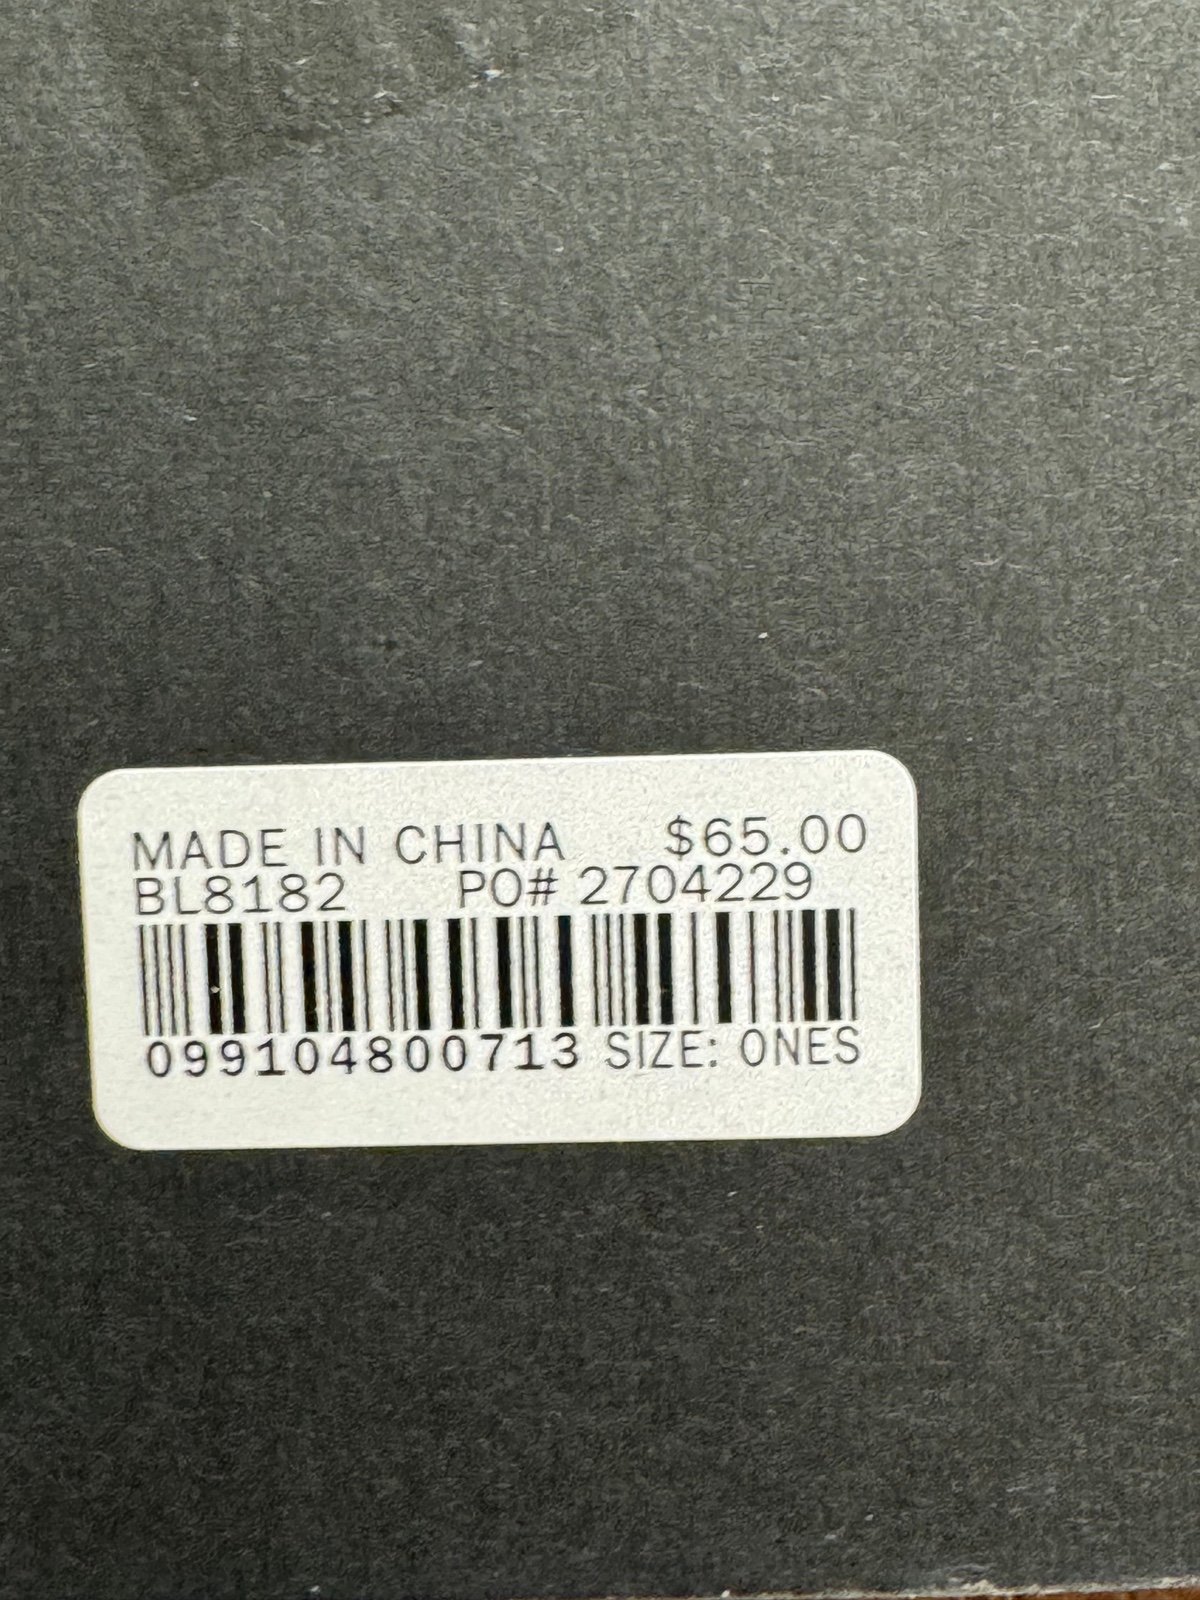 MADE IN CHINA $65.00
BL8182 PO# 2704229
099104800713 SIZE: ONES